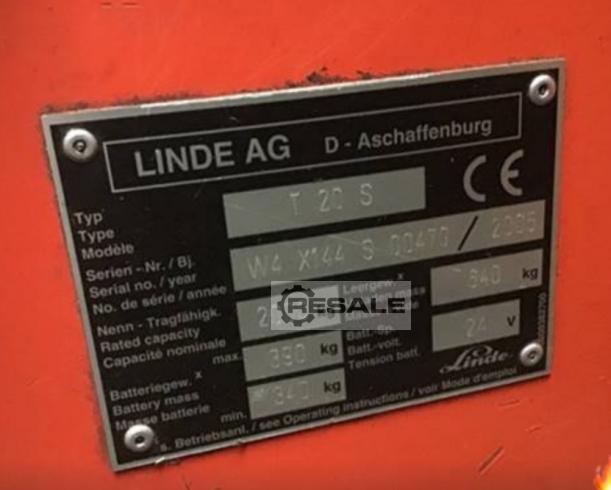 LINDE AG D - Aschaffenburg
CE
Typ
Type T 20 S
Modèle
Serien - Nr. / Bj.
Serial no. / year W4 X144 S 00470 / 2005
No. de série / année
Nenn - Tragfähigk.
Rated capacity
Capacité nominale
Leergew. x
kg
RESALE
Batt.-volt. 24 V
Tension batt.
Batteriegew. x max. 390 kg
Battery mass
Masse batterie min. kg
Linde
s. Betriebsanl. / see Operating instructions / voir Mode d'emploi